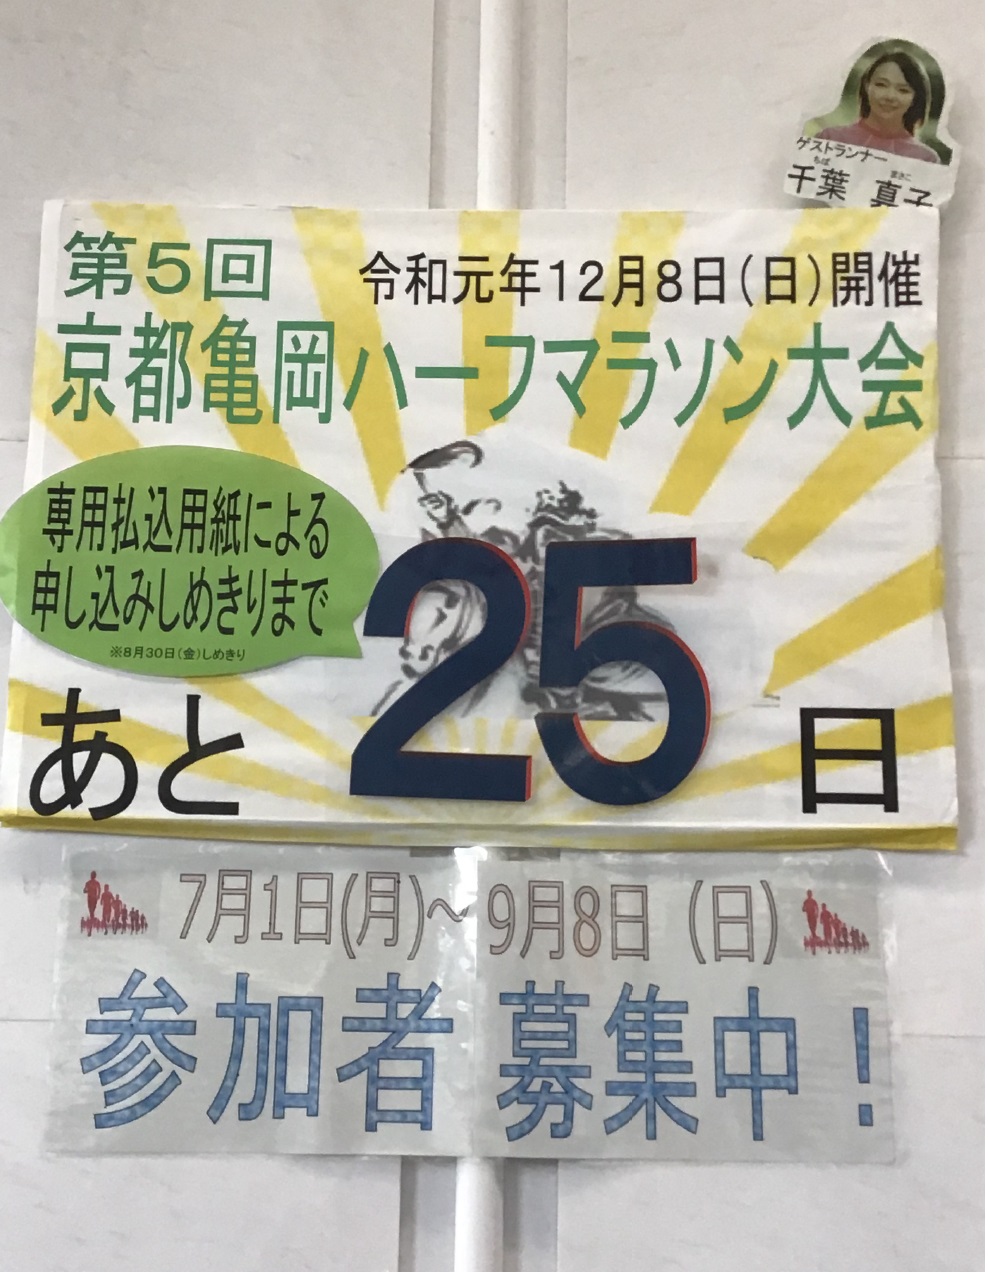 ゲストランナー
ちば まさこ
千葉 真子
第5回
令和元年12月8日(日)開催
京都亀岡ハーフマラソン大会
専用払込用紙による
申し込みしめきりまで
※8月30日(金)しめきり
あと 25 日
7月1日(月)～9月8日(日)
参加者募集中！